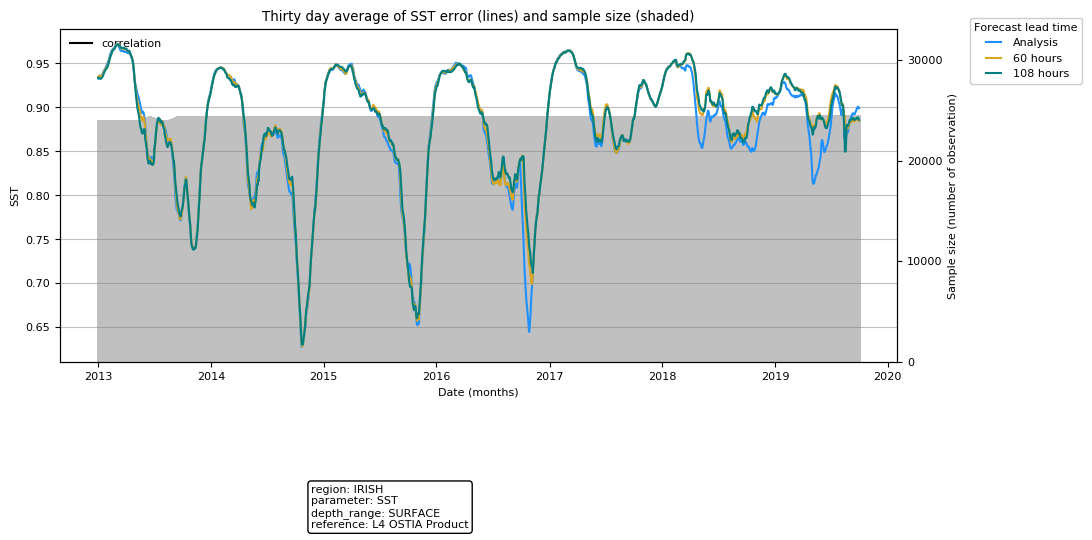 Thirty day average of SST error (lines) and sample size (shaded)
Forecast lead time
Analysis
60 hours
108 hours
correlation
0.95
0.90
0.85
0.80
0.75
0.70
0.65
SST
30000
20000
10000
0
Sample size (number of observation)
2013 2014 2015 2016 2017 2018 2019 2020
Date (months)
region: IRISH
parameter: SST
depth_range: SURFACE
reference: L4 OSTIA Product